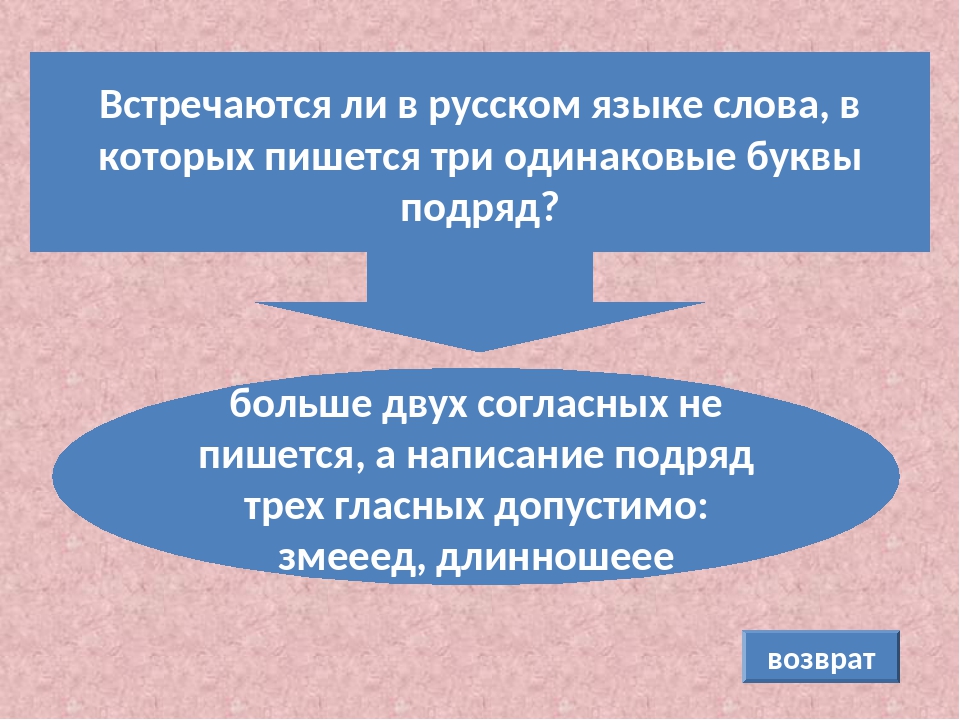 Встречаются ли в русском языке слова, в
которых пишется три одинаковые буквы
подряд?
больше двух согласных не
пишется, а написание подряд
трех гласных допустимо:
змееед, длинношеее
возврат